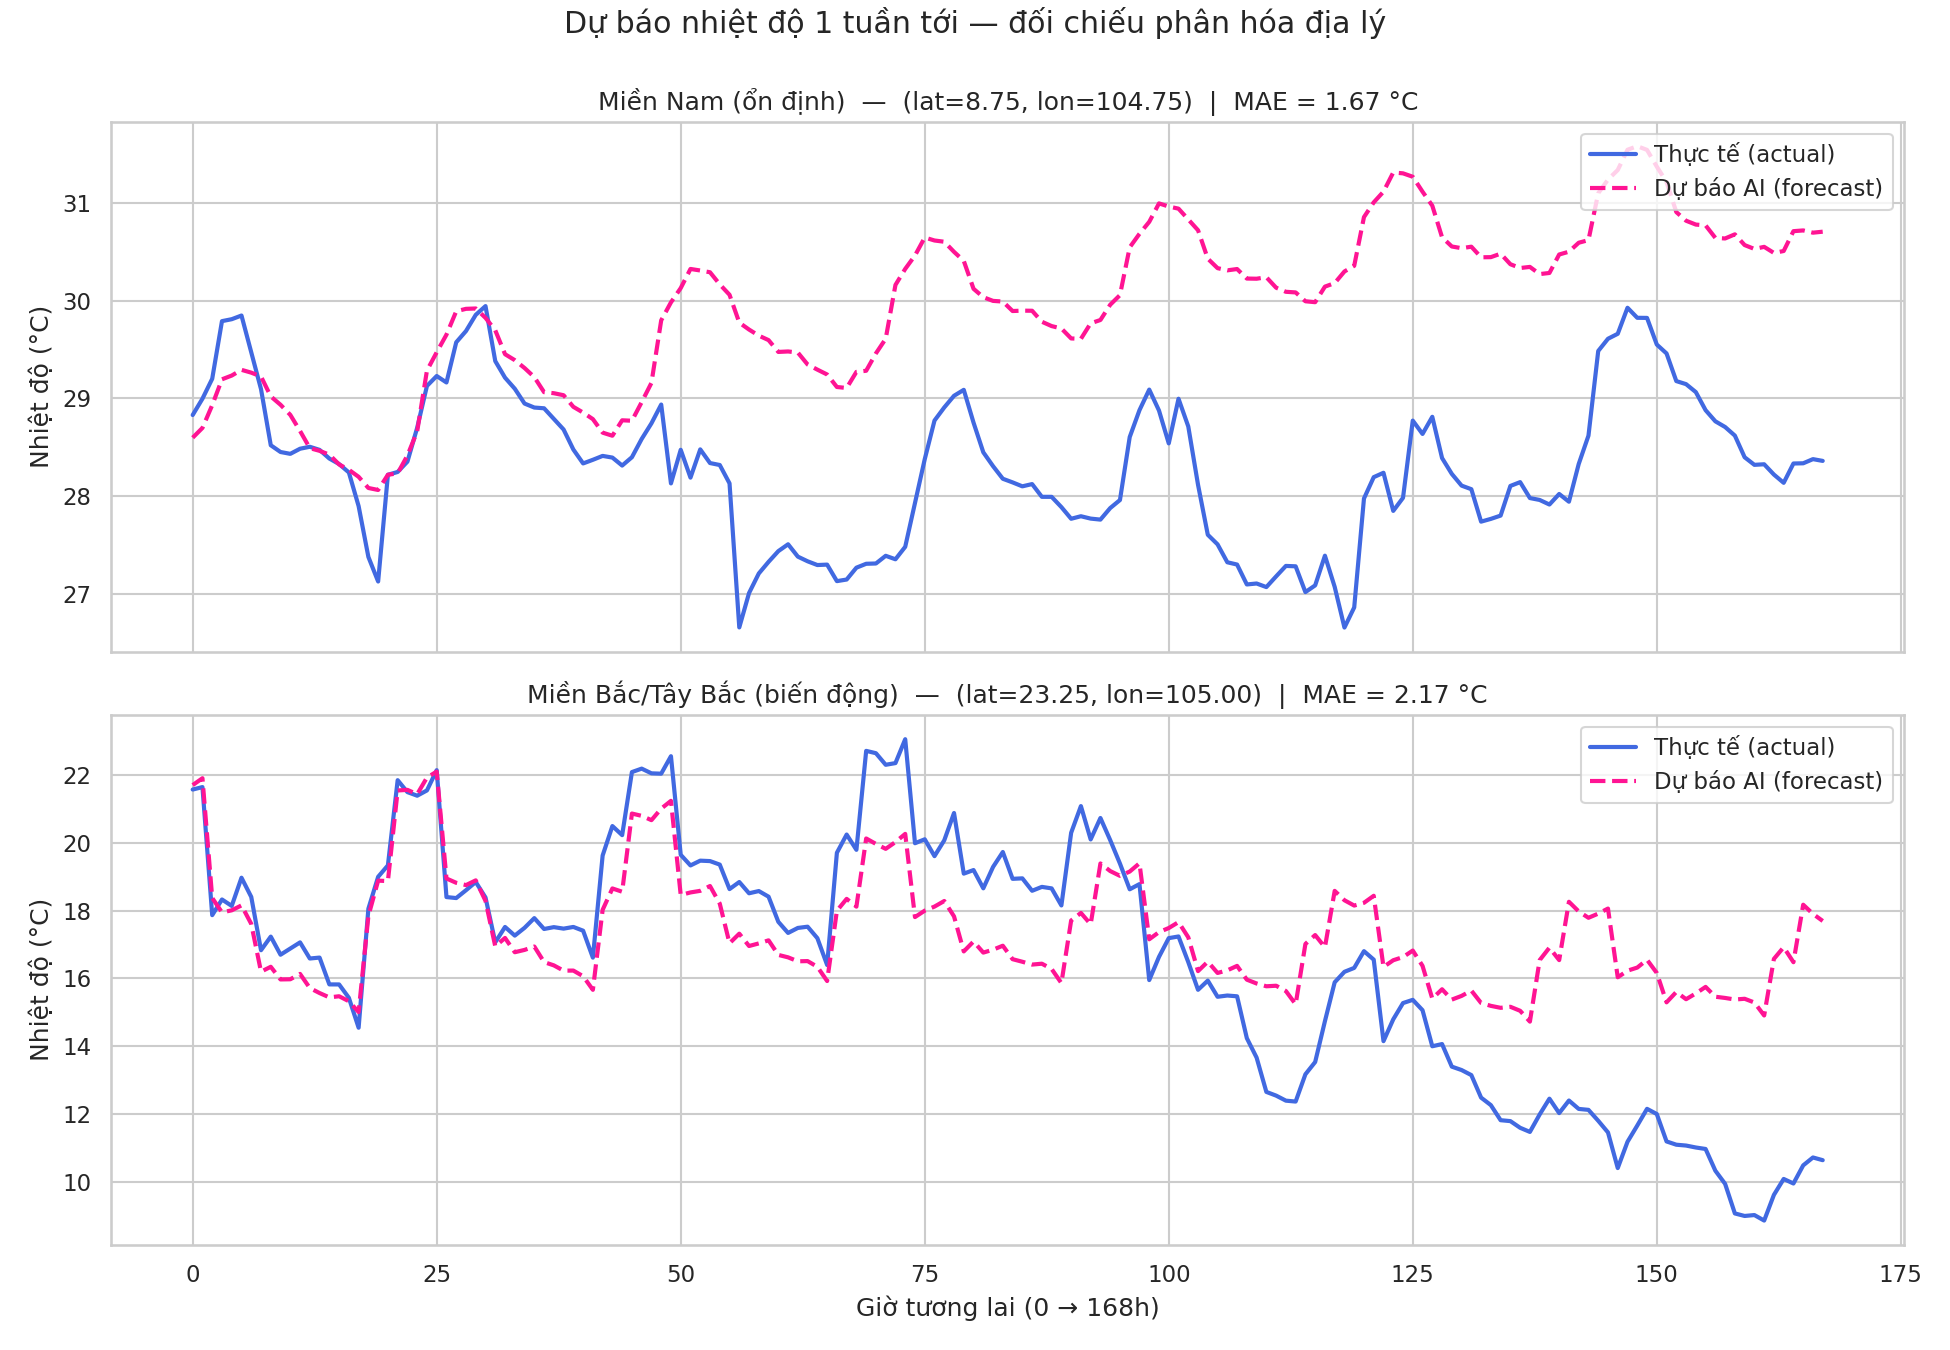 Dự báo nhiệt độ 1 tuần tới — đối chiếu phân hóa địa lý
Miền Nam (ổn định) — (lat=8.75, lon=104.75) | MAE = 1.67 °C
Thực tế (actual)
Dự báo AI (forecast)
Nhiệt độ (°C)
31
30
29
28
27
Miền Bắc/Tây Bắc (biến động) — (lat=23.25, lon=105.00) | MAE = 2.17 °C
Thực tế (actual)
Dự báo AI (forecast)
Nhiệt độ (°C)
22
20
18
16
14
12
10
0 25 50 75 100 125 150 175
Giờ tương lai (0 → 168h)